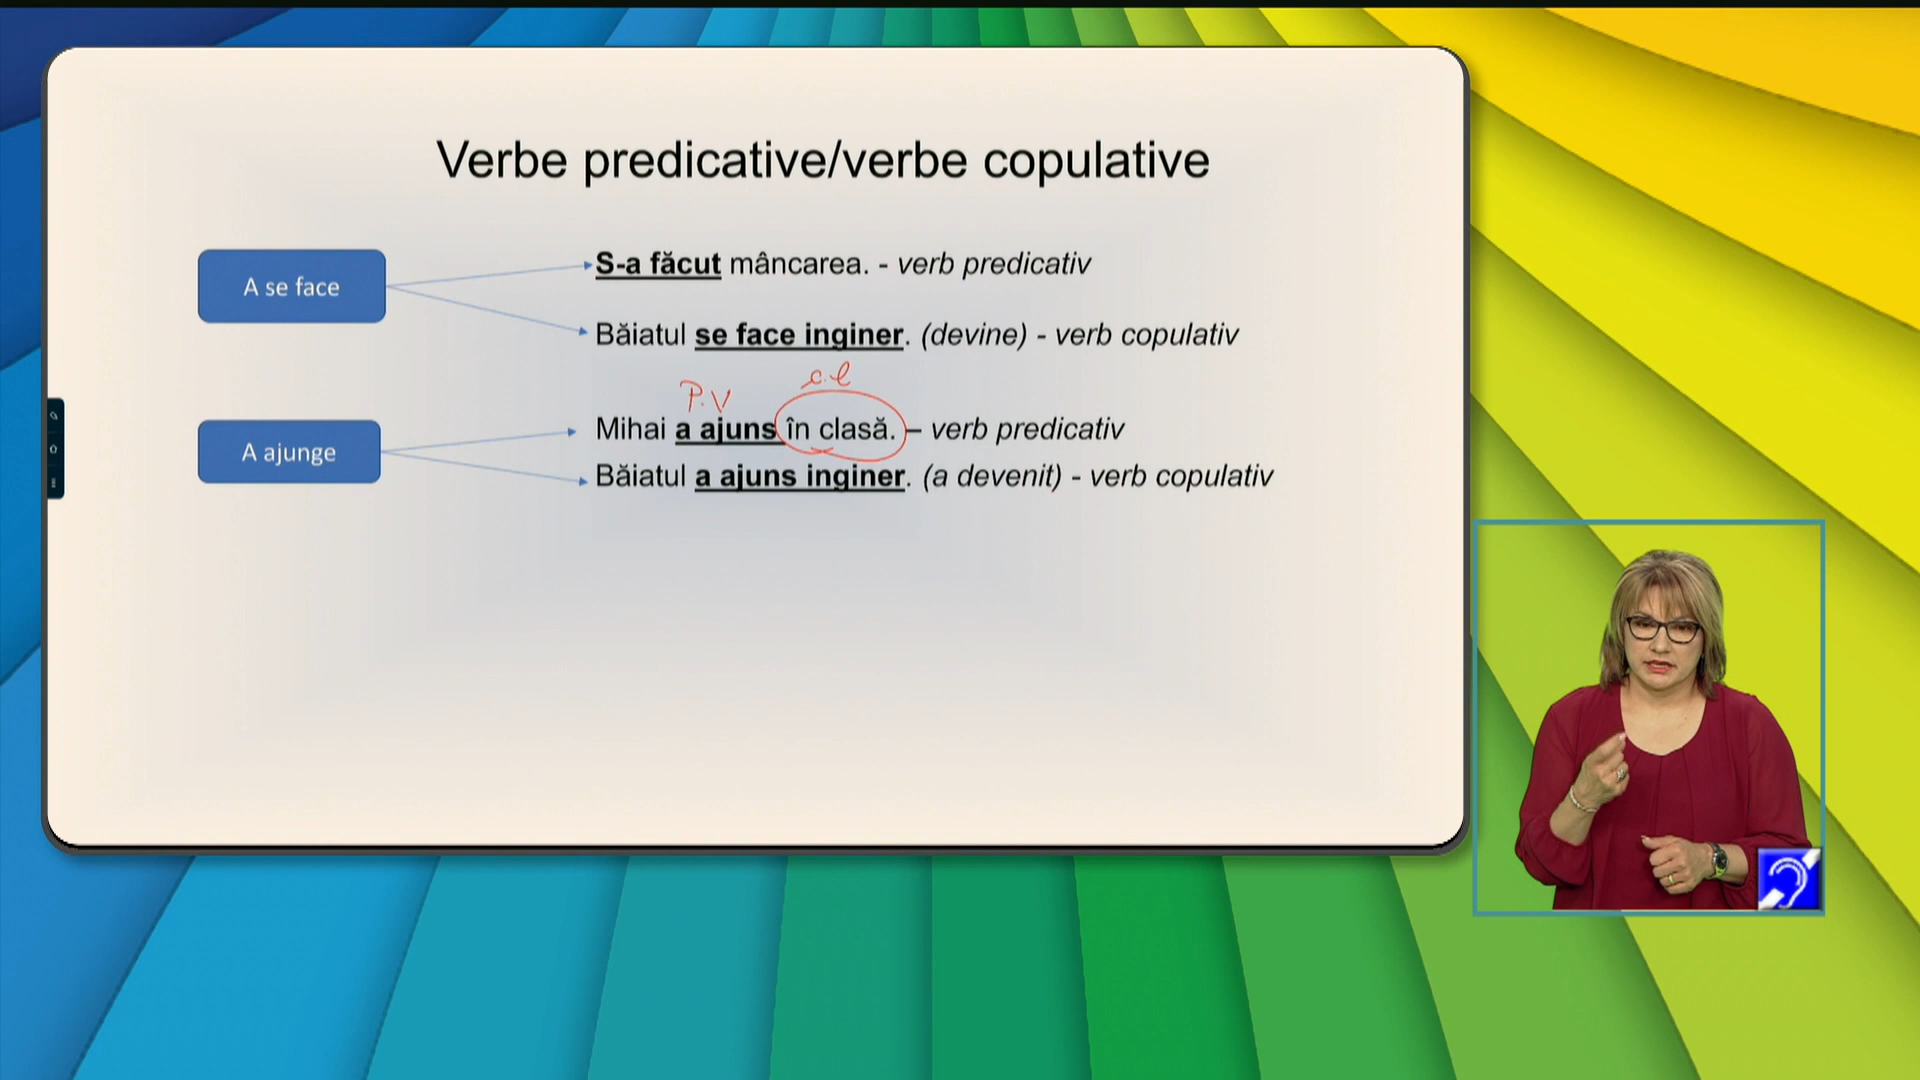 Verbe predicative/verbe copulative
A se face
S-a făcut mâncarea. - verb predicativ
Băiatul se face inginer. (devine) - verb copulativ
P.V c.l
A ajunge
Mihai a ajuns în clasă. – verb predicativ
Băiatul a ajuns inginer. (a devenit) - verb copulativ